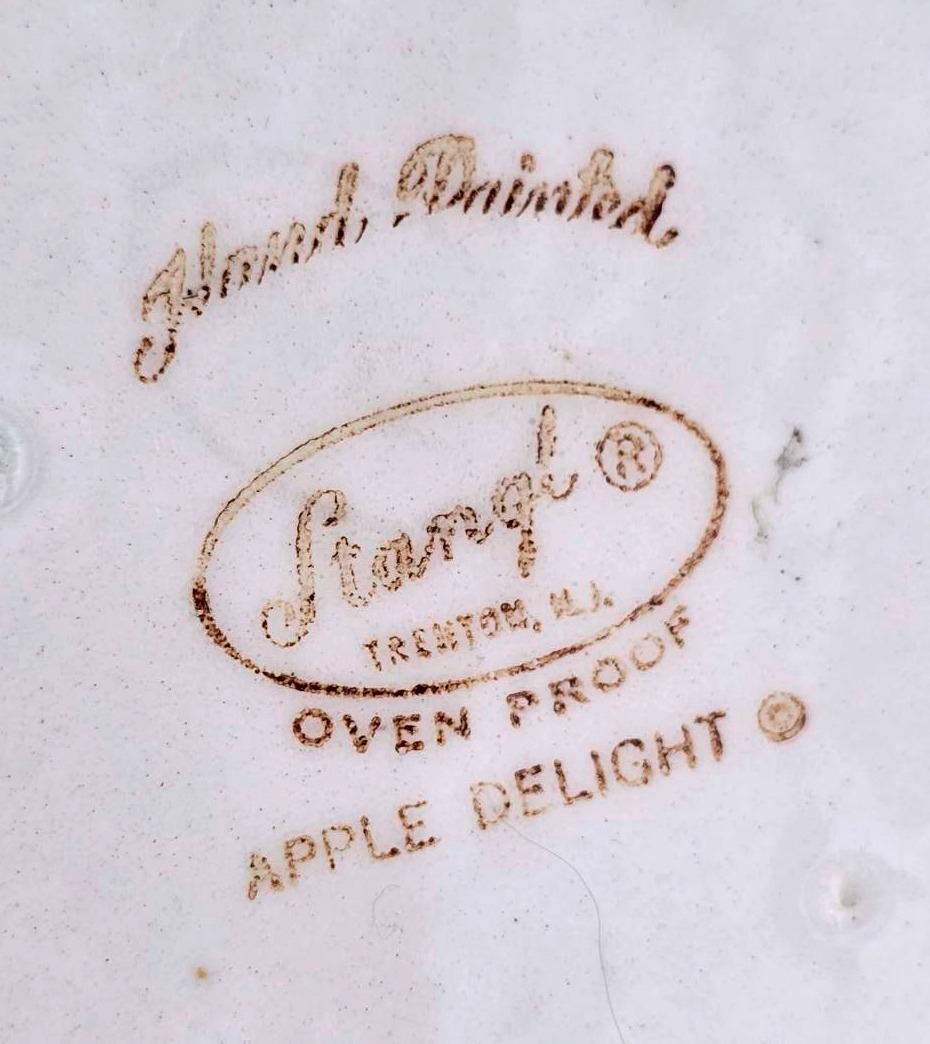 Hand Painted
Stangl ®
TRENTON, N.J.
OVEN PROOF
APPLE DELIGHT ©